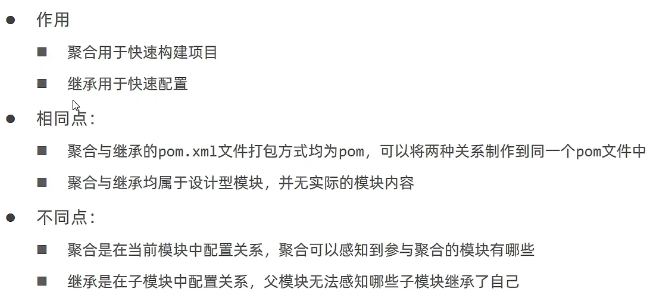 作用
聚合用于快速构建项目
继承用于快速配置
相同点：
聚合与继承的pom.xml文件打包方式均为pom，可以将两种关系制作到同一个pom文件中
聚合与继承均属于设计型模块，并无实际的模块内容
不同点：
聚合是在当前模块中配置关系，聚合可以感知到参与聚合的模块有哪些
继承是在子模块中配置关系，父模块无法感知哪些子模块继承了自己